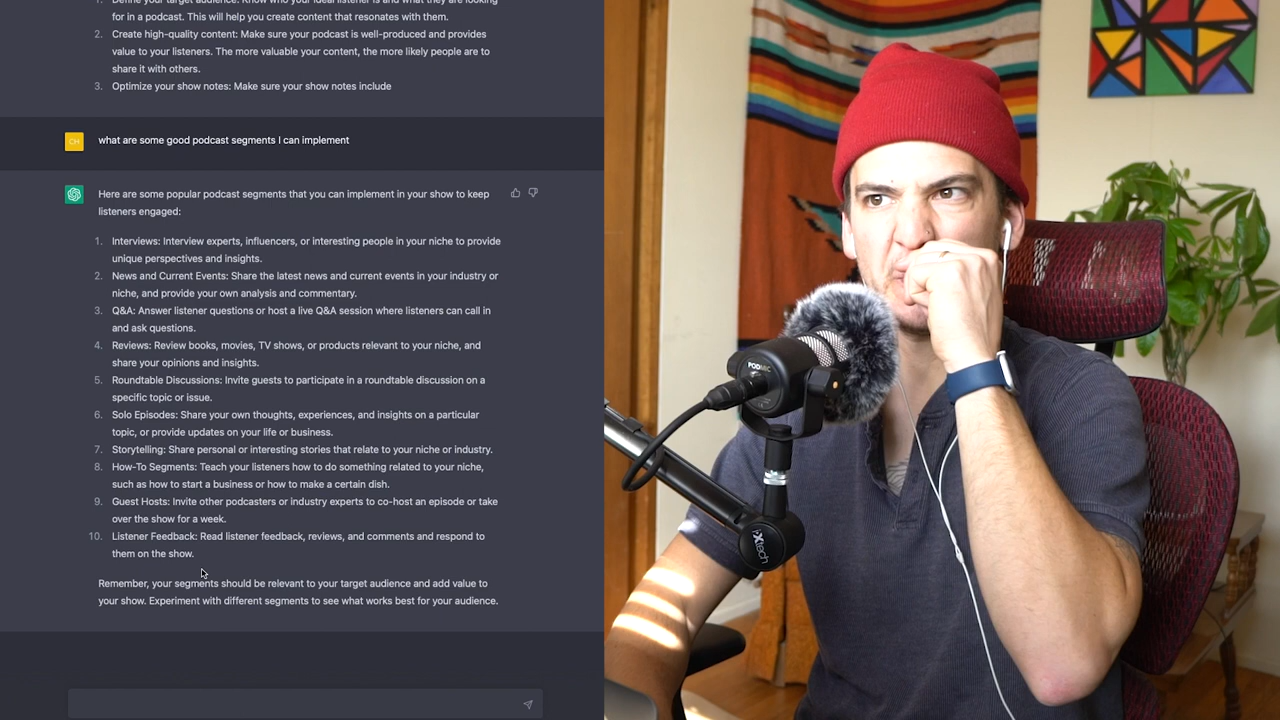 Define your target audience: Know who your ideal listener is and what they are looking
for in a podcast. This will help you create content that resonates with them.
2. Create high-quality content: Make sure your podcast is well-produced and provides
value to your listeners. The more valuable your content, the more likely people are to
share it with others.
3. Optimize your show notes: Make sure your show notes include
CH
what are some good podcast segments I can implement
Here are some popular podcast segments that you can implement in your show to keep
listeners engaged:
1. Interviews: Interview experts, influencers, or interesting people in your niche to provide
unique perspectives and insights.
2. News and Current Events: Share the latest news and current events in your industry or
niche, and provide your own analysis and commentary.
3. Q&A: Answer listener questions or host a live Q&A session where listeners can call in
and ask questions.
4. Reviews: Review books, movies, TV shows, or products relevant to your niche, and
share your opinions and insights.
5. Roundtable Discussions: Invite guests to participate in a roundtable discussion on a
specific topic or issue.
6. Solo Episodes: Share your own thoughts, experiences, and insights on a particular
topic, or provide updates on your life or business.
7. Storytelling: Share personal or interesting stories that relate to your niche or industry.
8. How-To Segments: Teach your listeners how to do something related to your niche,
such as how to start a business or how to make a certain dish.
9. Guest Hosts: Invite other podcasters or industry experts to co-host an episode or take
over the show for a week.
10. Listener Feedback: Read listener feedback, reviews, and comments and respond to
them on the show.
Remember, your segments should be relevant to your target audience and add value to
your show. Experiment with different segments to see what works best for your audience.
PODMIC
iXtech